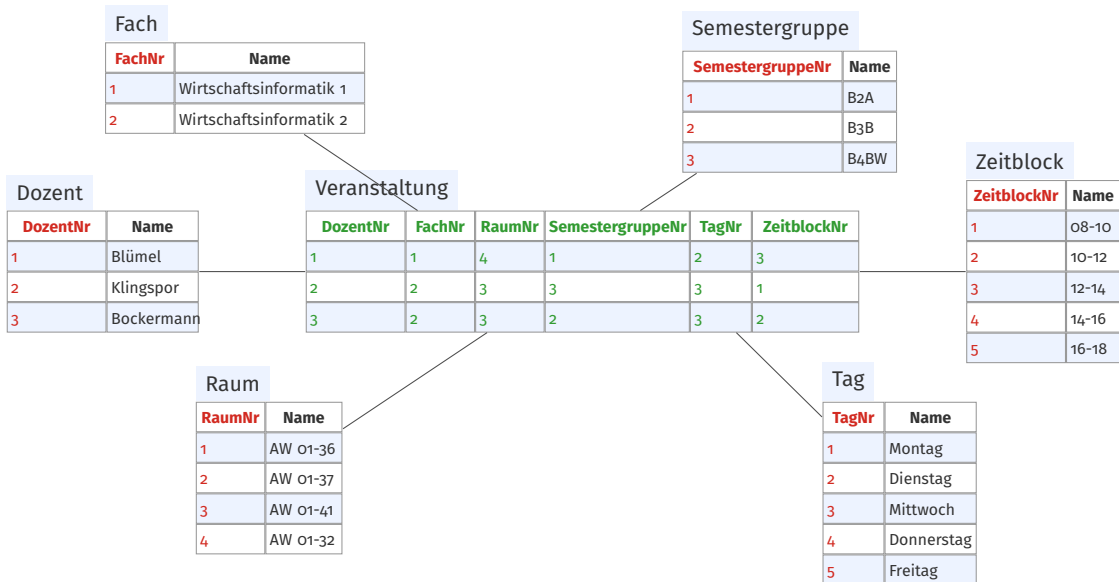 Fach
FachNr Name
1 Wirtschaftsinformatik 1
2 Wirtschaftsinformatik 2
Semestergruppe
SemestergruppeNr Name
1 B2A
2 B3B
3 B4BW
Zeitblock
ZeitblockNr Name
1 08-10
2 10-12
3 12-14
4 14-16
5 16-18
Dozent
DozentNr Name
1 Blümel
2 Klingspor
3 Bockermann
Veranstaltung
DozentNr FachNr RaumNr SemestergruppeNr TagNr ZeitblockNr
1 1 4 1 2 3
2 2 3 3 3 1
3 2 3 2 3 2
Raum
RaumNr Name
1 AW 01-36
2 AW 01-37
3 AW 01-41
4 AW 01-32
Tag
TagNr Name
1 Montag
2 Dienstag
3 Mittwoch
4 Donnerstag
5 Freitag